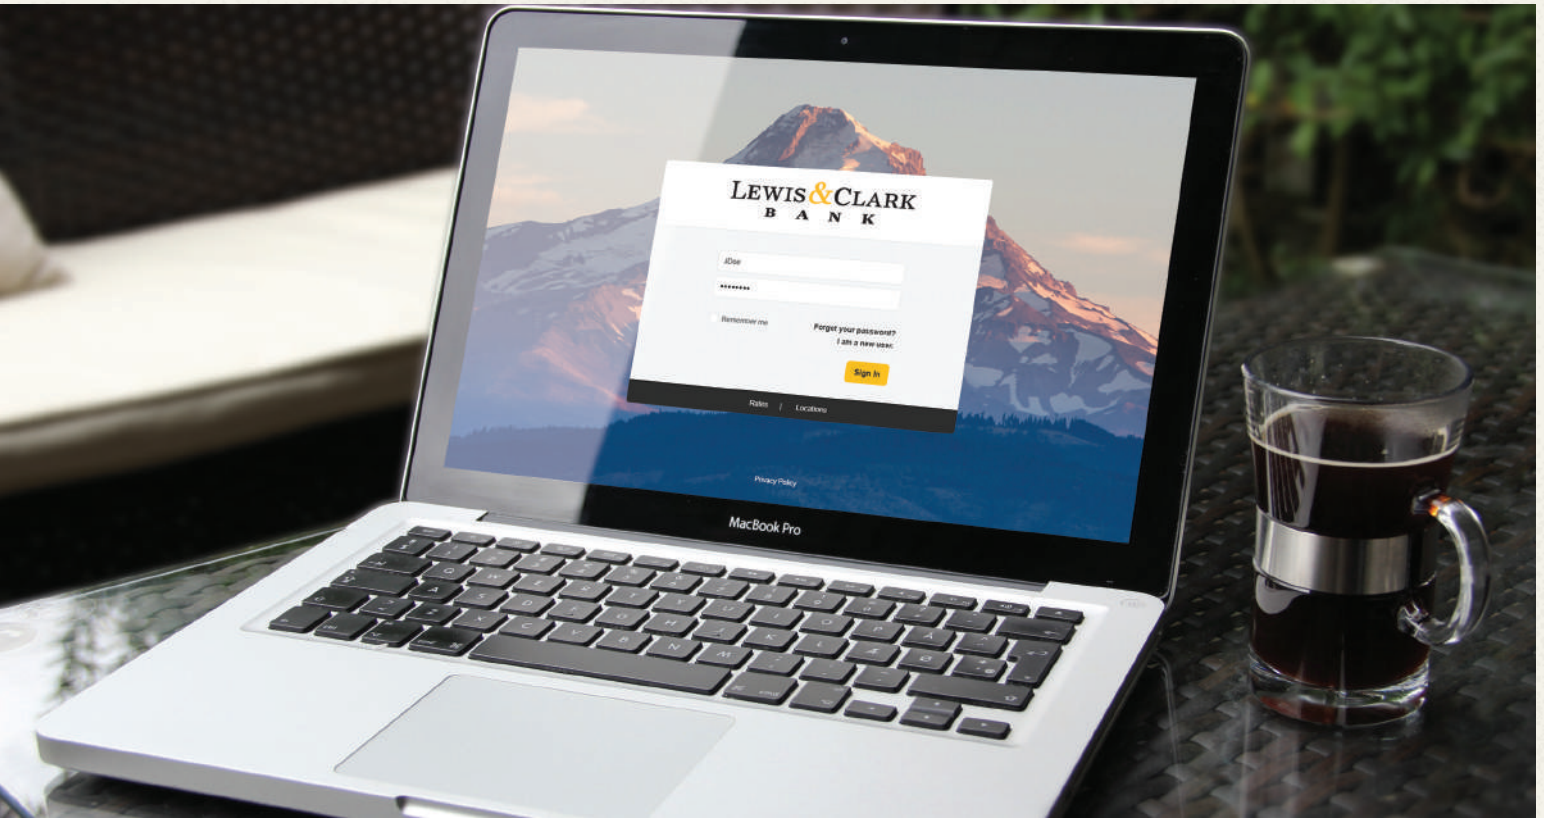 LEWIS & CLARK
BANK
JDoe
••••••••
Remember me
Forgot your password?
I am a new user.
Sign In
Rates | Locations
Privacy Policy
MacBook Pro